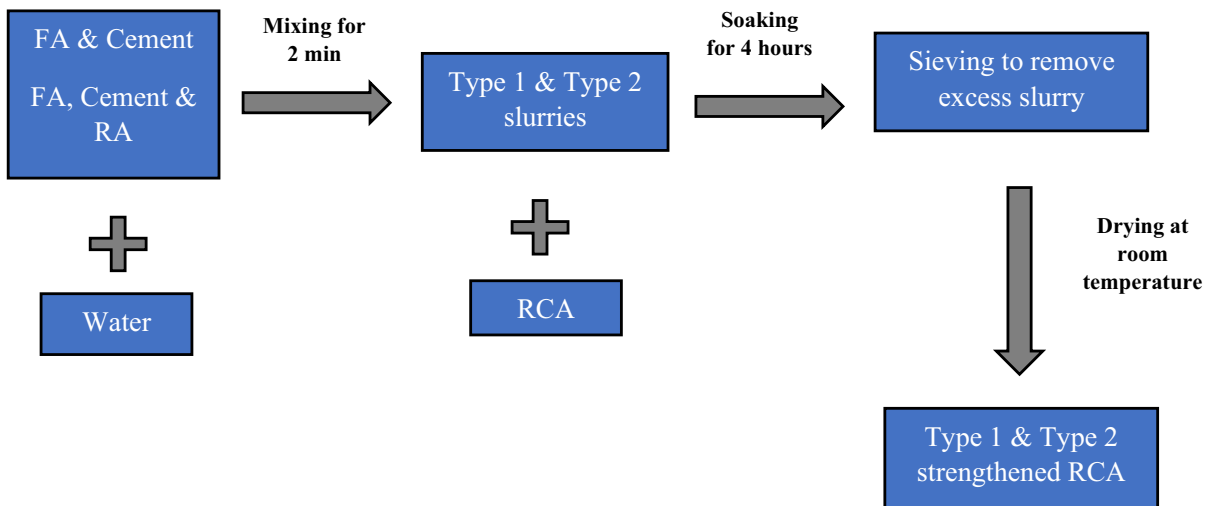 FA & Cement
FA, Cement &
RA
Mixing for
2 min
Type 1 & Type 2
slurries
Soaking
for 4 hours
Sieving to remove
excess slurry
Water
RCA
Drying at
room
temperature
Type 1 & Type 2
strengthened RCA